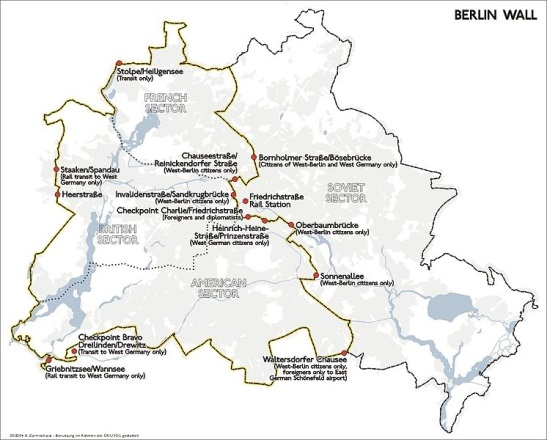 BERLIN WALL
Stolpe/Heiligensee
(Transit only)
FRENCH
SECTOR
Chauseestraße/
Reinickendorfer Straße
(West-Berlin citizens only)
Bornholmer Straße/Bösebrücke
(Citizens of West-Berlin and West Germany only)
Staaken/Spandau
(Rail transit to West
Germany only)
Heerstraße
Invalidenstraße/Sandkrugbrücke
(West-Berlin citizens only)
Friedrichstraße
Rail Station
SOVIET
SECTOR
Checkpoint Charlie/Friedrichstraße
(Foreigners and diplomatists)
Heinrich-Heine-
Straße/Prinzenstraße
(West German citizens only)
Oberbaumbrücke
(West-Berlin citizens only)
BRITISH
SECTOR
Sonnenallee
(West-Berlin citizens only)
AMERICAN
SECTOR
Checkpoint Bravo
Dreilinden/Drewitz
(Transit to West Germany only)
Griebnitzsee/Wannsee
(Rail transit to West Germany only)
Waltersdorfer Chausee
(West-Berlin citizens only,
foreigners only to East
German Schönefeld airport)